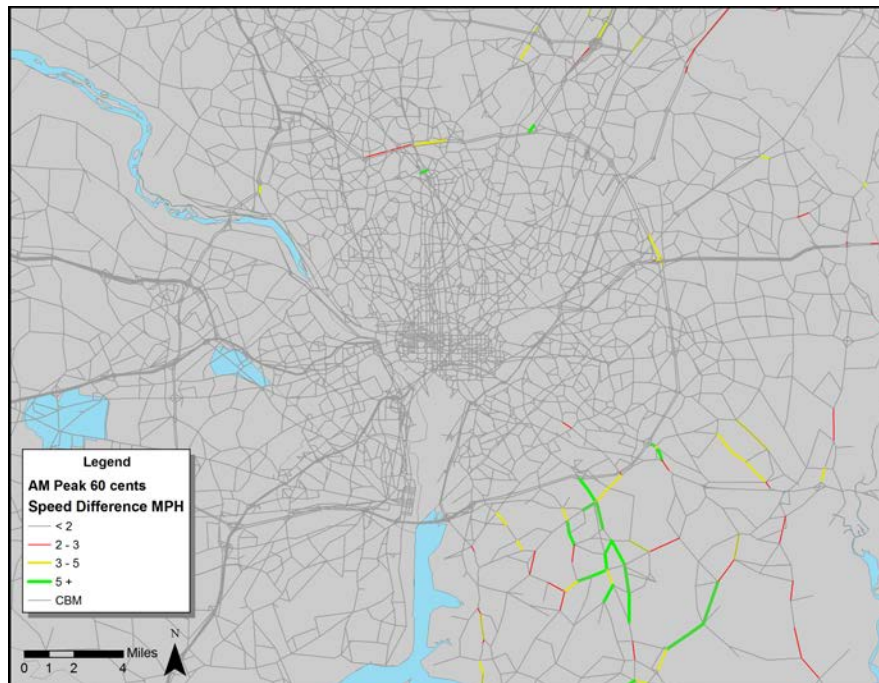 Legend
AM Peak 60 cents
Speed Difference MPH
< 2
2 - 3
3 - 5
5 +
CBM
N
Miles
0 1 2 4